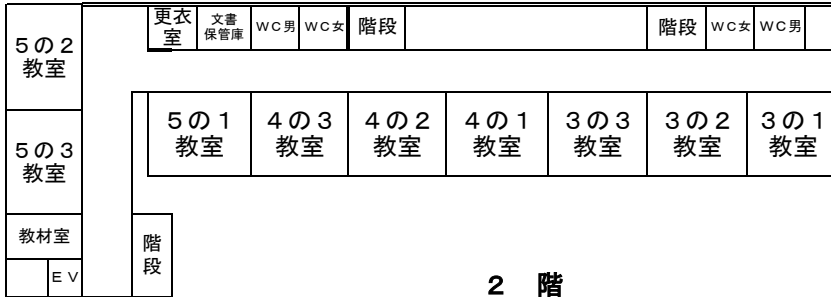 ５の２
教室
更衣
室
文書
保管庫
ＷＣ男
ＷＣ女
階段
階段
ＷＣ女
ＷＣ男
５の３
教室
５の１
教室
４の３
教室
４の２
教室
４の１
教室
３の３
教室
３の２
教室
３の１
教室
教材室
階
段
ＥＶ
２　階